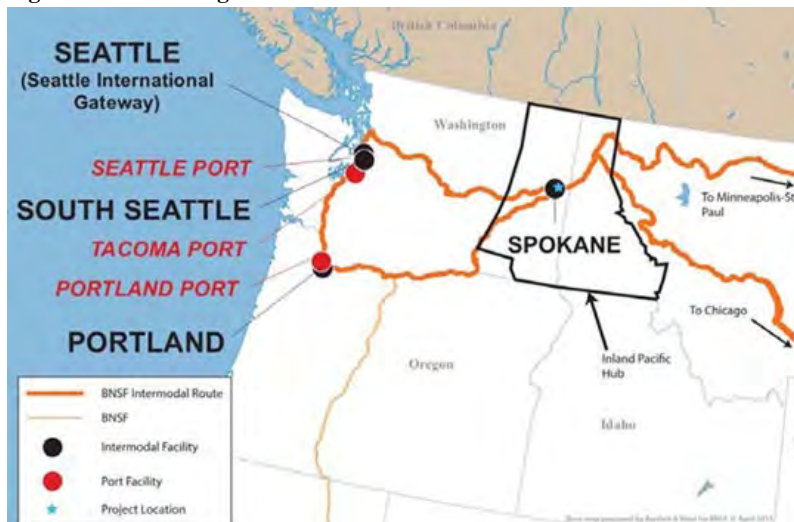 British Columbia
SEATTLE
(Seattle International
Gateway)
Washington
SEATTLE PORT
SOUTH SEATTLE
To Minneapolis-St
Paul
SPOKANE
TACOMA PORT
PORTLAND PORT
To Chicago
PORTLAND
Inland Pacific
Hub
Oregon
Idaho
BNSF Intermodal Route
BNSF
Intermodal Facility
Port Facility
Project Location